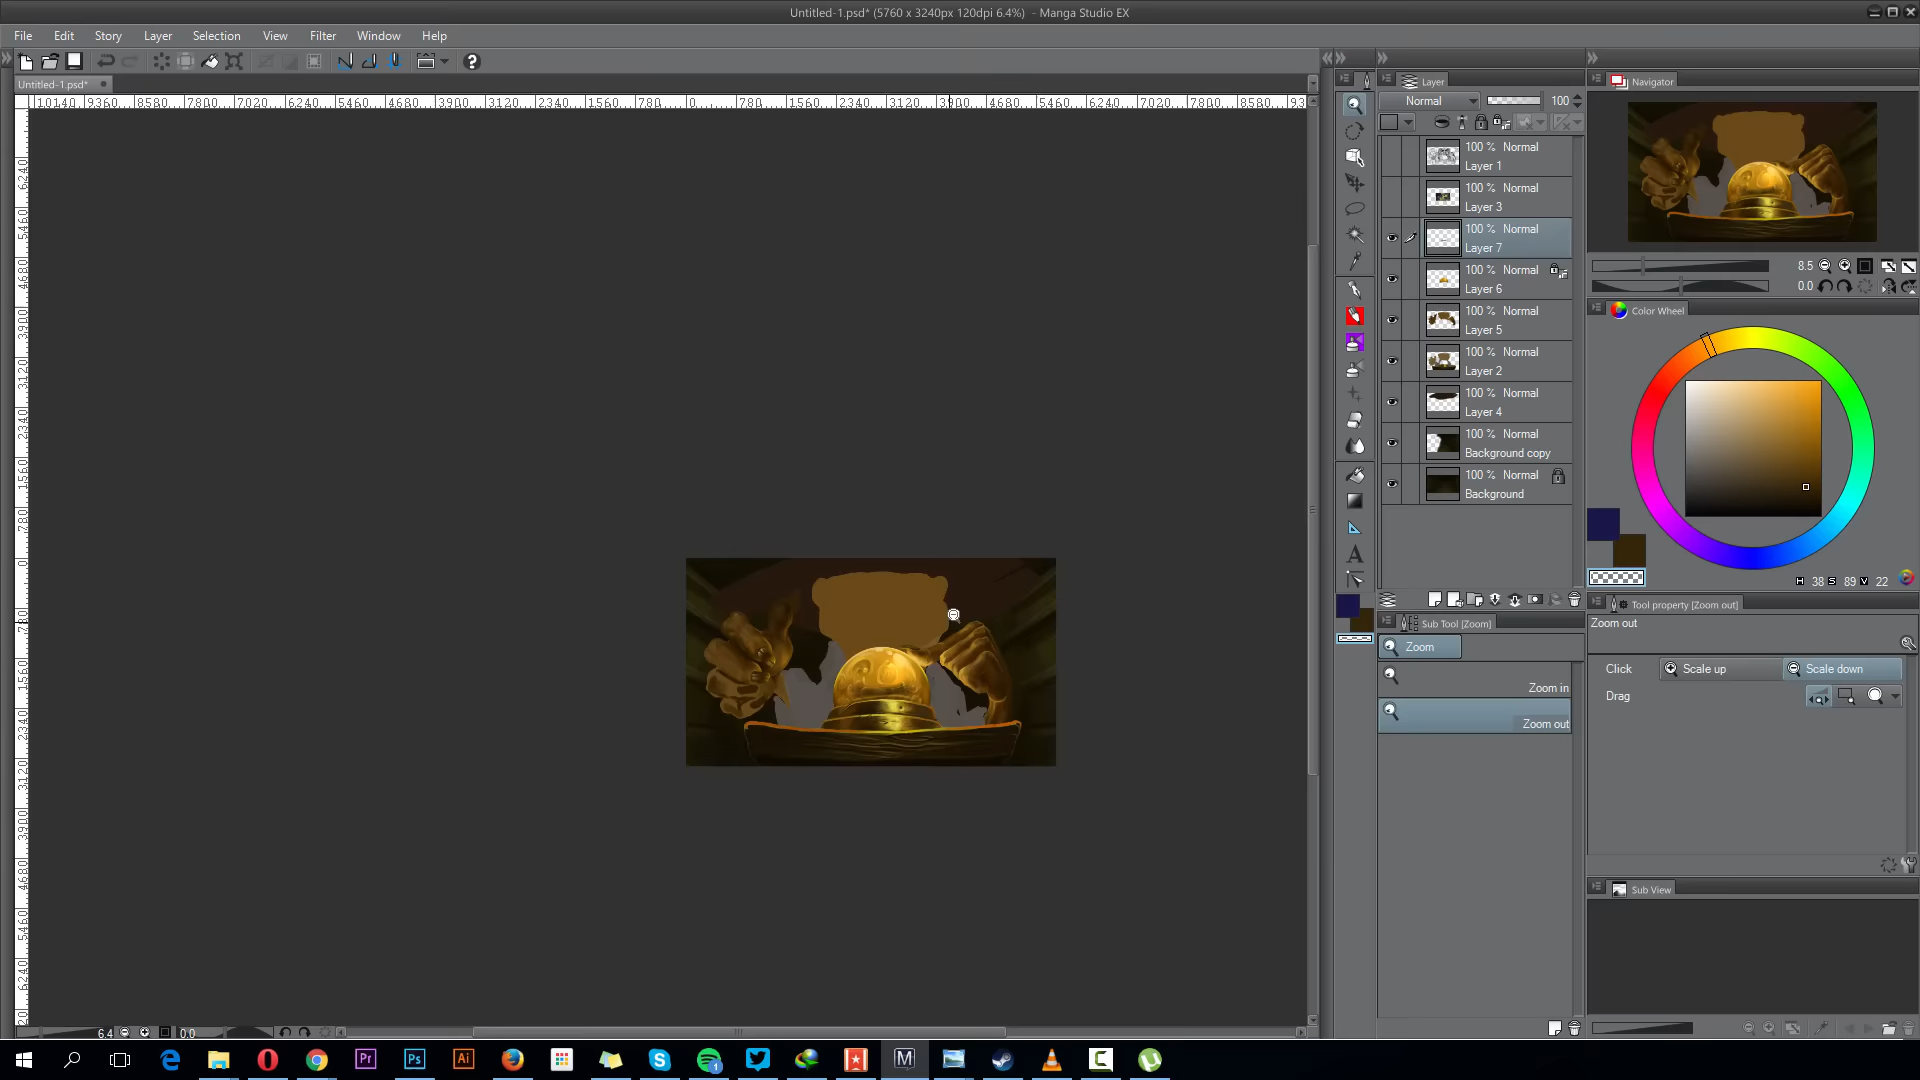 Untitled-1.psd* (5760 x 3240px 120dpi 6.4%) - Manga Studio EX
File Edit Story Layer Selection View Filter Window Help
Untitled-1.psd*
Layer
Navigator
Normal 100
100 % Normal
Layer 1
100 % Normal
Layer 3
100 % Normal
Layer 7
100 % Normal
Layer 6
100 % Normal
Layer 5
100 % Normal
Layer 2
100 % Normal
Layer 4
100 % Normal
Background copy
100 % Normal
Background
8.5
0.0
Color Wheel
H 38 S 89 V 22
Sub Tool [Zoom]
Zoom
Zoom in
Zoom out
Tool property [Zoom out]
Zoom out
Click Scale up Scale down
Drag
Sub View
6.4 0.0
Pr Ps Ai 1 M